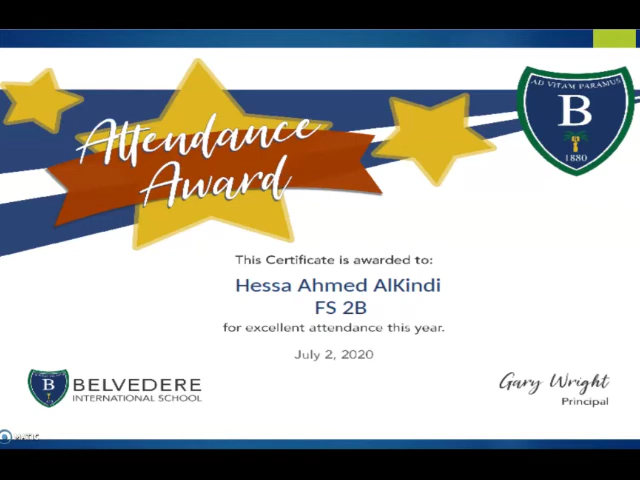 Attendance
Award
AD VITAM PARAMUS
B
1880
This Certificate is awarded to:
Hessa Ahmed AlKindi
FS 2B
for excellent attendance this year.
July 2, 2020
B
BELVEDERE
INTERNATIONAL SCHOOL
Gary Wright
Principal